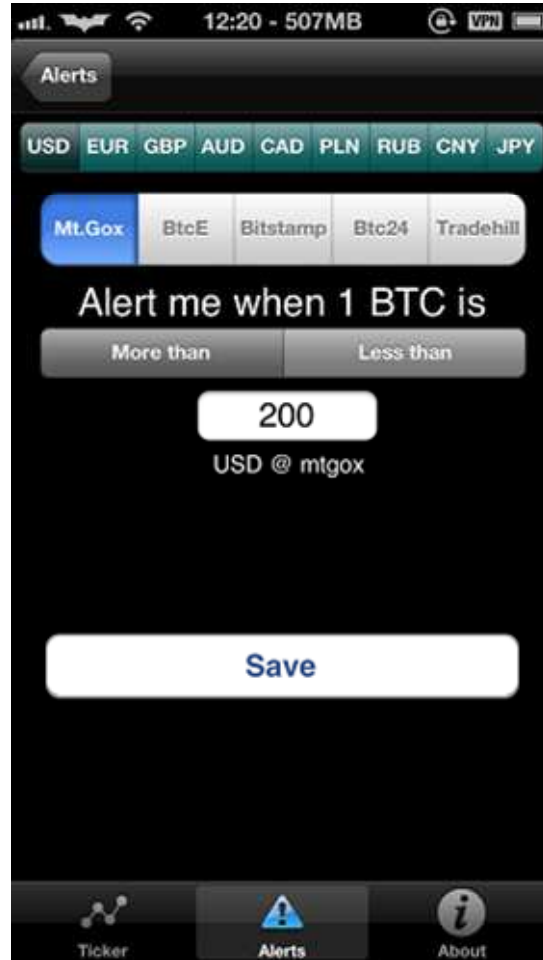 12:20 - 507MB VPN
Alerts
USD EUR GBP AUD CAD PLN RUB CNY JPY
Mt.Gox BtcE Bitstamp Btc24 Tradehill
Alert me when 1 BTC is
More than Less than
200
USD @ mtgox
Save
Ticker Alerts About